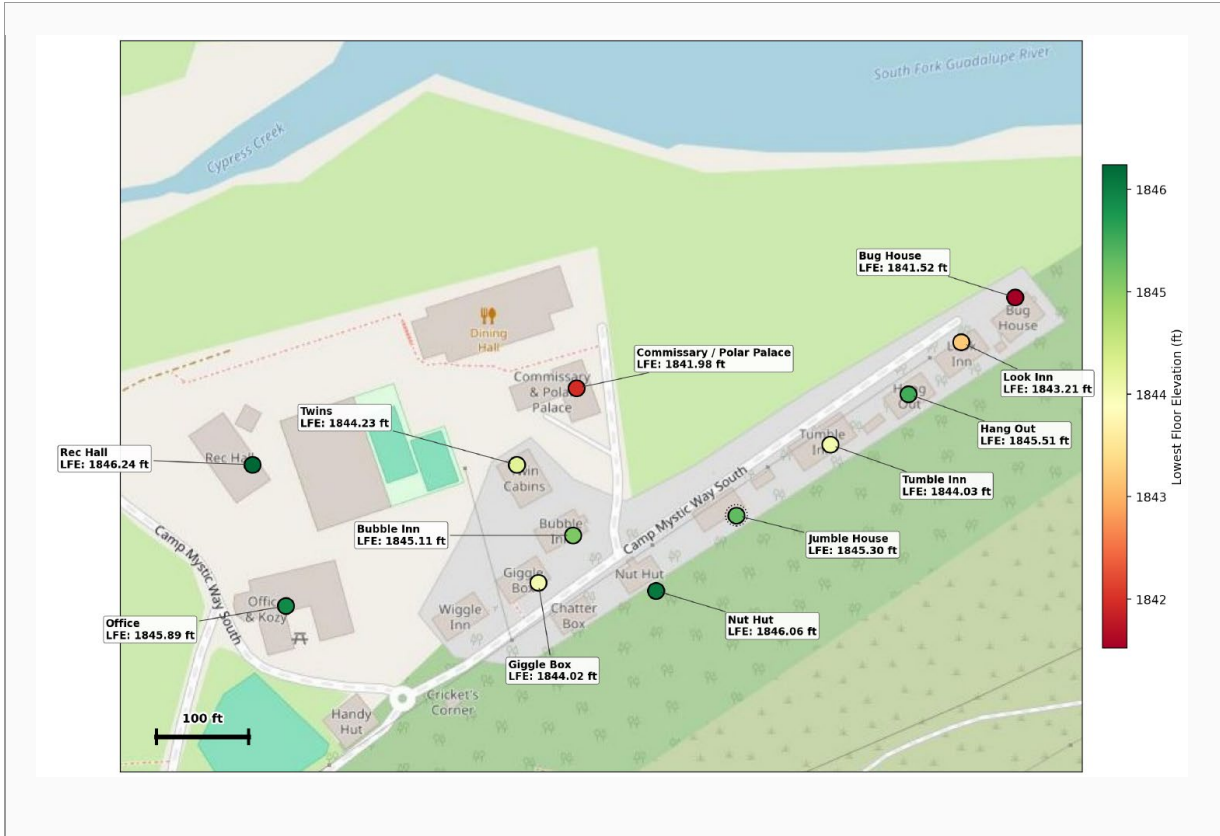 South Fork Guadalupe River
Cypress Creek
Bug House
LFE: 1841.52 ft
Bug
House
Dining
Hall
Commissary / Polar Palace
LFE: 1841.98 ft
Commissary
& Polar
Palace
Look Inn
LFE: 1843.21 ft
Inn
Hang Out
LFE: 1845.51 ft
Out
Twins
LFE: 1844.23 ft
Cabins
Rec Hall
LFE: 1846.24 ft
Rec Hall
Tumble
Tumble Inn
LFE: 1844.03 ft
Bubble Inn
LFE: 1845.11 ft
Bubble
Camp Mystic Way South
Jumble House
LFE: 1845.30 ft
Camp Mystic Way South
Giggle
Nut Hut
Nut Hut
LFE: 1846.06 ft
Wiggle
Inn
Chatter
Box
Office
LFE: 1845.89 ft
& Kozy
Giggle Box
LFE: 1844.02 ft
Cricket's
Corner
Handy
Hut
100 ft
1846
1845
1844
1843
1842
Lowest Floor Elevation (ft)